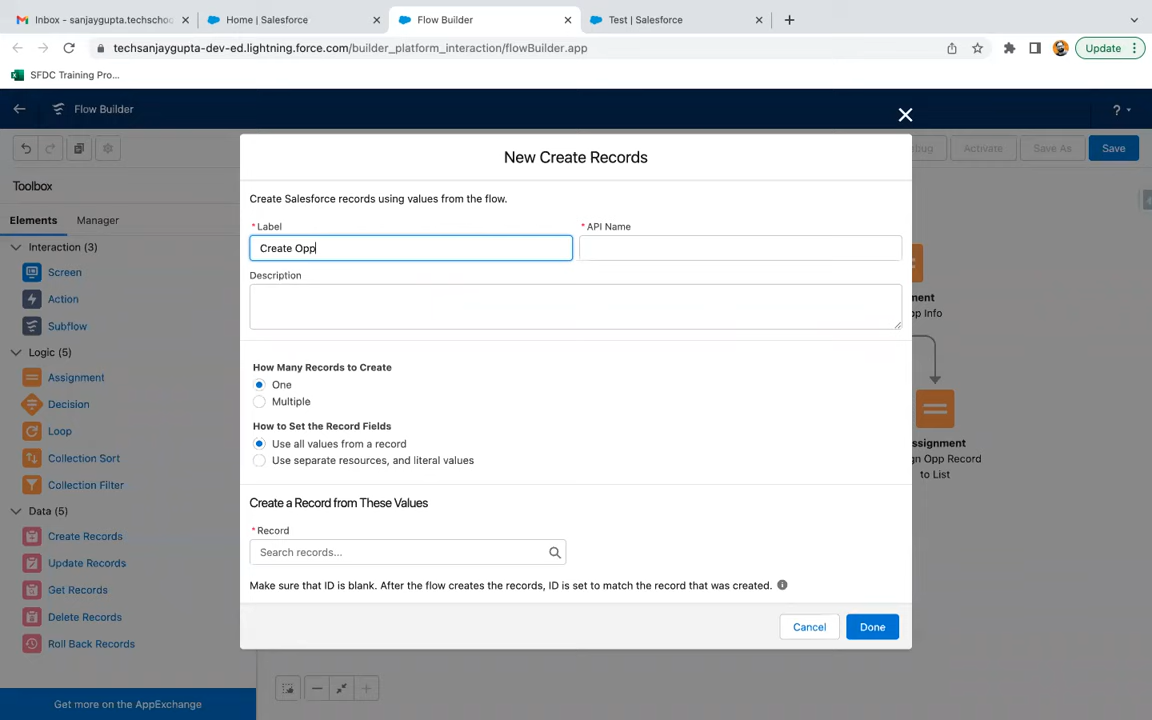 Inbox - sanjaygupta.techschoo
Home | Salesforce
Flow Builder
Test | Salesforce
techsanjaygupta-dev-ed.lightning.force.com/builder_platform_interaction/flowBuilder.app
Update
SFDC Training Pro...
Flow Builder
?
bug
Activate
Save As
Save
Toolbox
Elements
Manager
Interaction (3)
Screen
Action
Subflow
Logic (5)
Assignment
Decision
Loop
Collection Sort
Collection Filter
Data (5)
Create Records
Update Records
Get Records
Delete Records
Roll Back Records
Get more on the AppExchange
New Create Records
Create Salesforce records using values from the flow.
* Label
* API Name
Create Opp
Description
How Many Records to Create
One
Multiple
How to Set the Record Fields
Use all values from a record
Use separate resources, and literal values
Create a Record from These Values
* Record
Search records...
Make sure that ID is blank. After the flow creates the records, ID is set to match the record that was created.
Cancel
Done
ment
pp Info
ssignment
gn Opp Record
to List